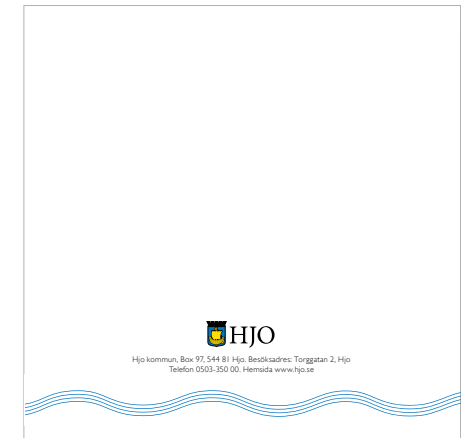 HJO
Hjo kommun, Box 97, 544 81 Hjo. Besöksadres: Torggatan 2, Hjo
Telefon 0503-350 00. Hemsida www.hjo.se